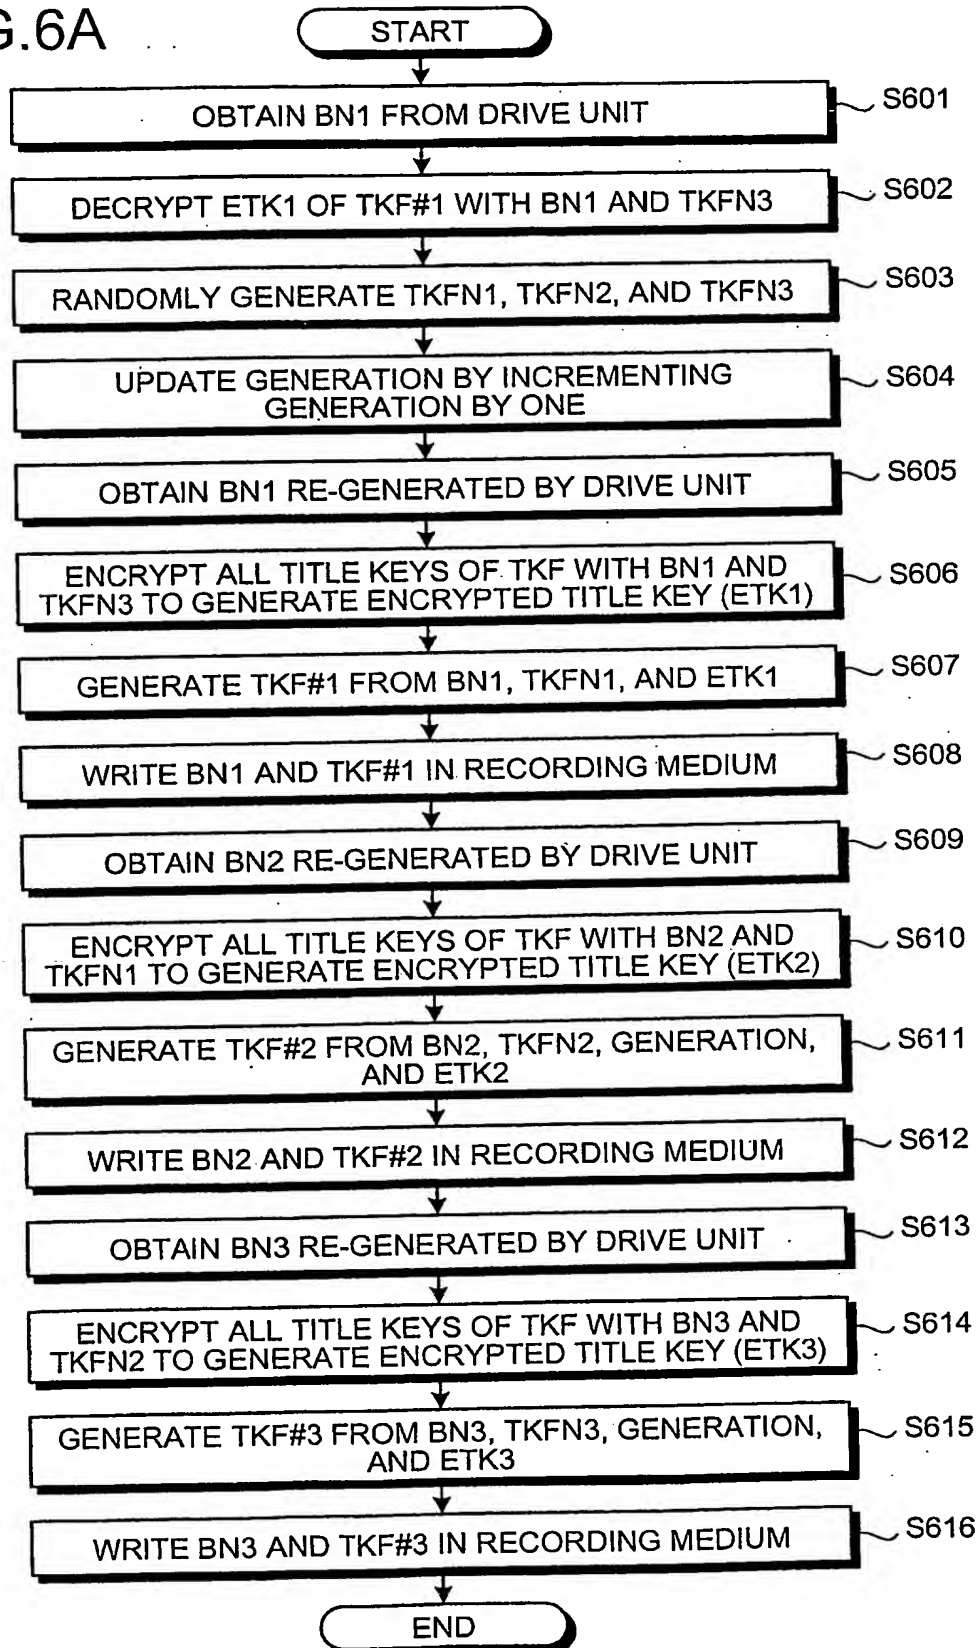 G.6A
START
OBTAIN BN1 FROM DRIVE UNIT
S601
DECRYPT ETK1 OF TKF#1 WITH BN1 AND TKFN3
S602
RANDOMLY GENERATE TKFN1, TKFN2, AND TKFN3
S603
UPDATE GENERATION BY INCREMENTING
GENERATION BY ONE
S604
OBTAIN BN1 RE-GENERATED BY DRIVE UNIT
S605
ENCRYPT ALL TITLE KEYS OF TKF WITH BN1 AND
TKFN3 TO GENERATE ENCRYPTED TITLE KEY (ETK1)
S606
GENERATE TKF#1 FROM BN1, TKFN1, AND ETK1
S607
WRITE BN1 AND TKF#1 IN RECORDING MEDIUM
S608
OBTAIN BN2 RE-GENERATED BY DRIVE UNIT
S609
ENCRYPT ALL TITLE KEYS OF TKF WITH BN2 AND
TKFN1 TO GENERATE ENCRYPTED TITLE KEY (ETK2)
S610
GENERATE TKF#2 FROM BN2, TKFN2, GENERATION,
AND ETK2
S611
WRITE BN2 AND TKF#2 IN RECORDING MEDIUM
S612
OBTAIN BN3 RE-GENERATED BY DRIVE UNIT
S613
ENCRYPT ALL TITLE KEYS OF TKF WITH BN3 AND
TKFN2 TO GENERATE ENCRYPTED TITLE KEY (ETK3)
S614
GENERATE TKF#3 FROM BN3, TKFN3, GENERATION,
AND ETK3
S615
WRITE BN3 AND TKF#3 IN RECORDING MEDIUM
S616
END